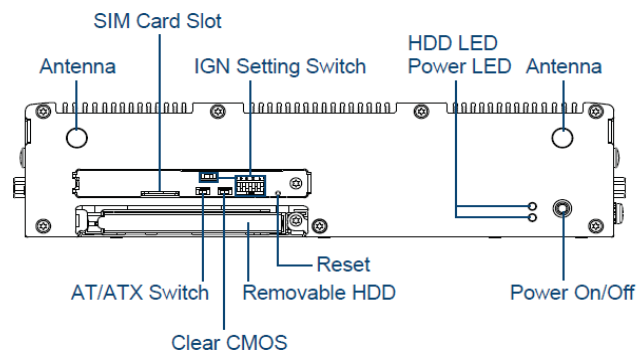 SIM Card Slot
HDD LED
Antenna
IGN Setting Switch
Power LED
Antenna
Reset
AT/ATX Switch
Removable HDD
Power On/Off
Clear CMOS